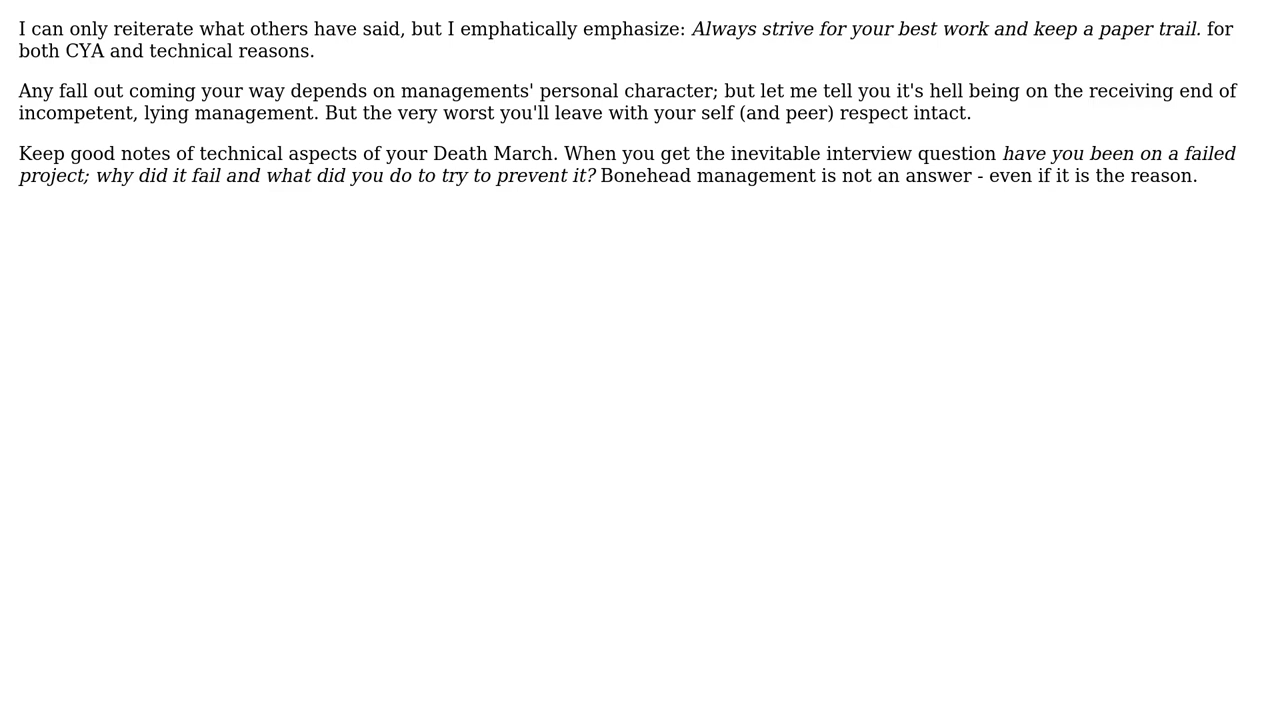 I can only reiterate what others have said, but I emphatically emphasize: Always strive for your best work and keep a paper trail. for
both CYA and technical reasons.
Any fall out coming your way depends on managements' personal character; but let me tell you it's hell being on the receiving end of
incompetent, lying management. But the very worst you'll leave with your self (and peer) respect intact.
Keep good notes of technical aspects of your Death March. When you get the inevitable interview question have you been on a failed
project; why did it fail and what did you do to try to prevent it? Bonehead management is not an answer - even if it is the reason.